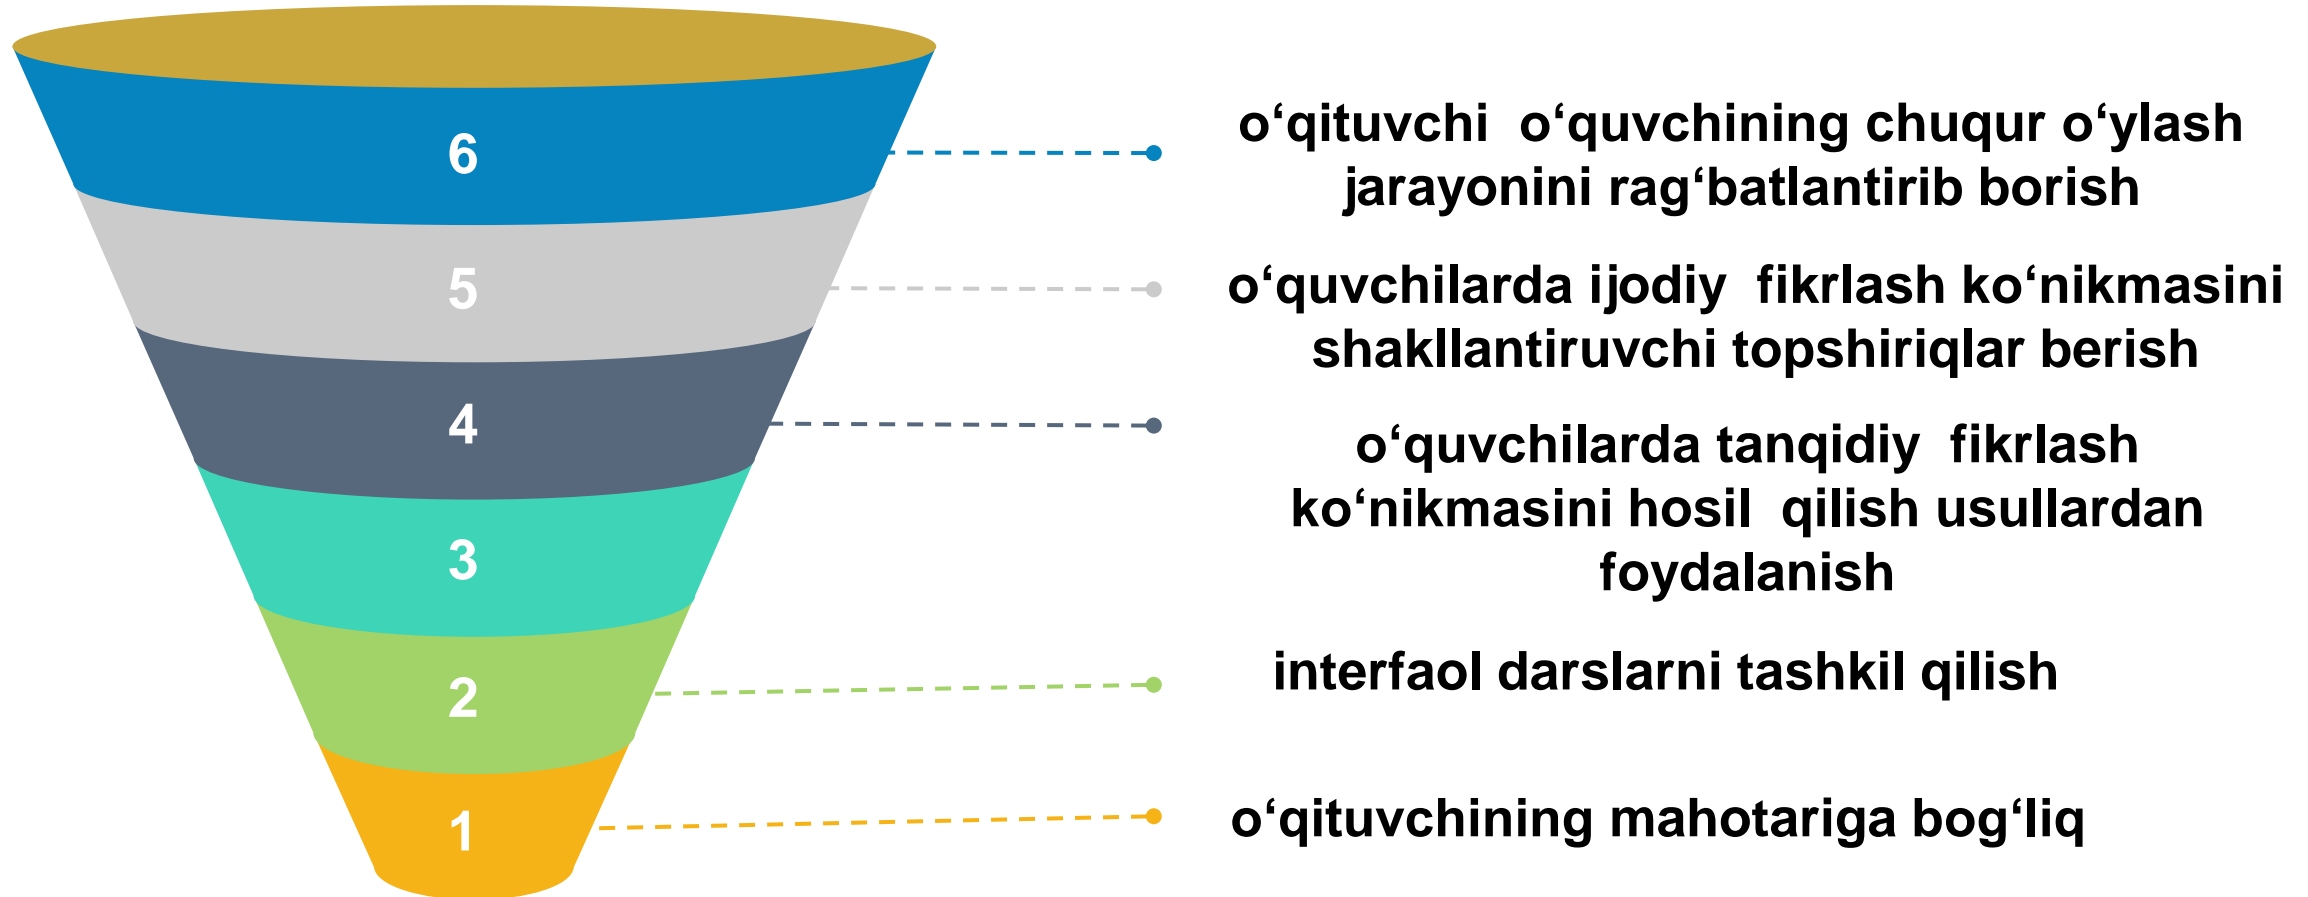 6
o‘qituvchi  o‘quvchining chuqur o‘ylash
jarayonini rag‘batlantirib borish
5
o‘quvchilarda ijodiy  fikrlash ko‘nikmasini
shakllantiruvchi topshiriqlar berish
4
o‘quvchilarda tanqidiy  fikrlash
ko‘nikmasini hosil  qilish usullardan
foydalanish
3
2
interfaol darslarni tashkil qilish
1
o‘qituvchining mahotariga bog‘liq